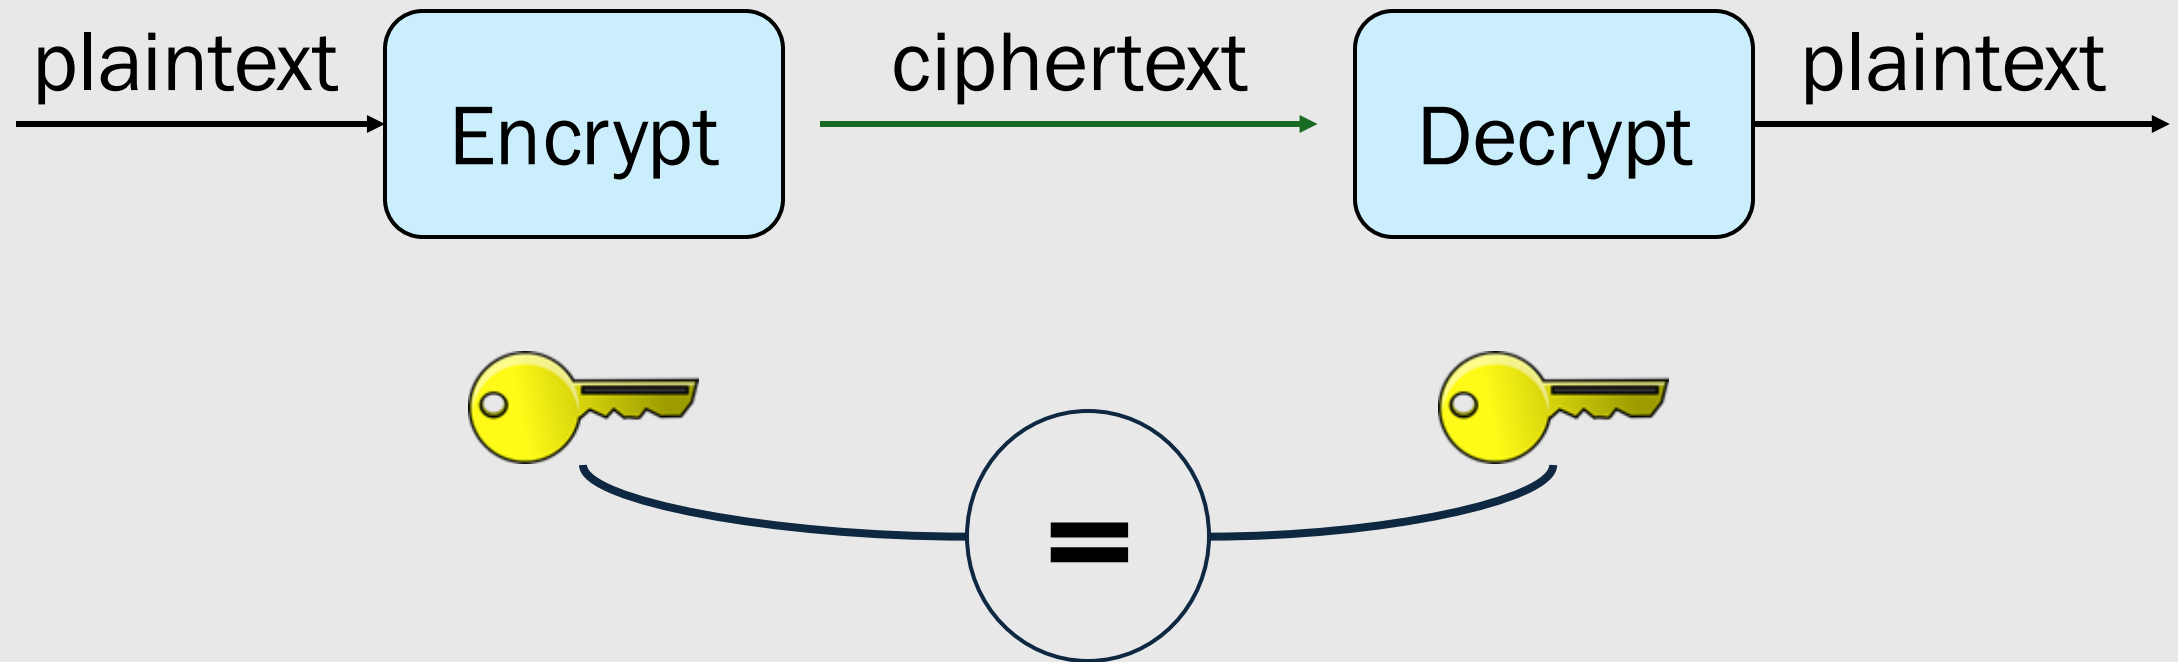 plaintext
Encrypt
ciphertext
Decrypt
plaintext
=